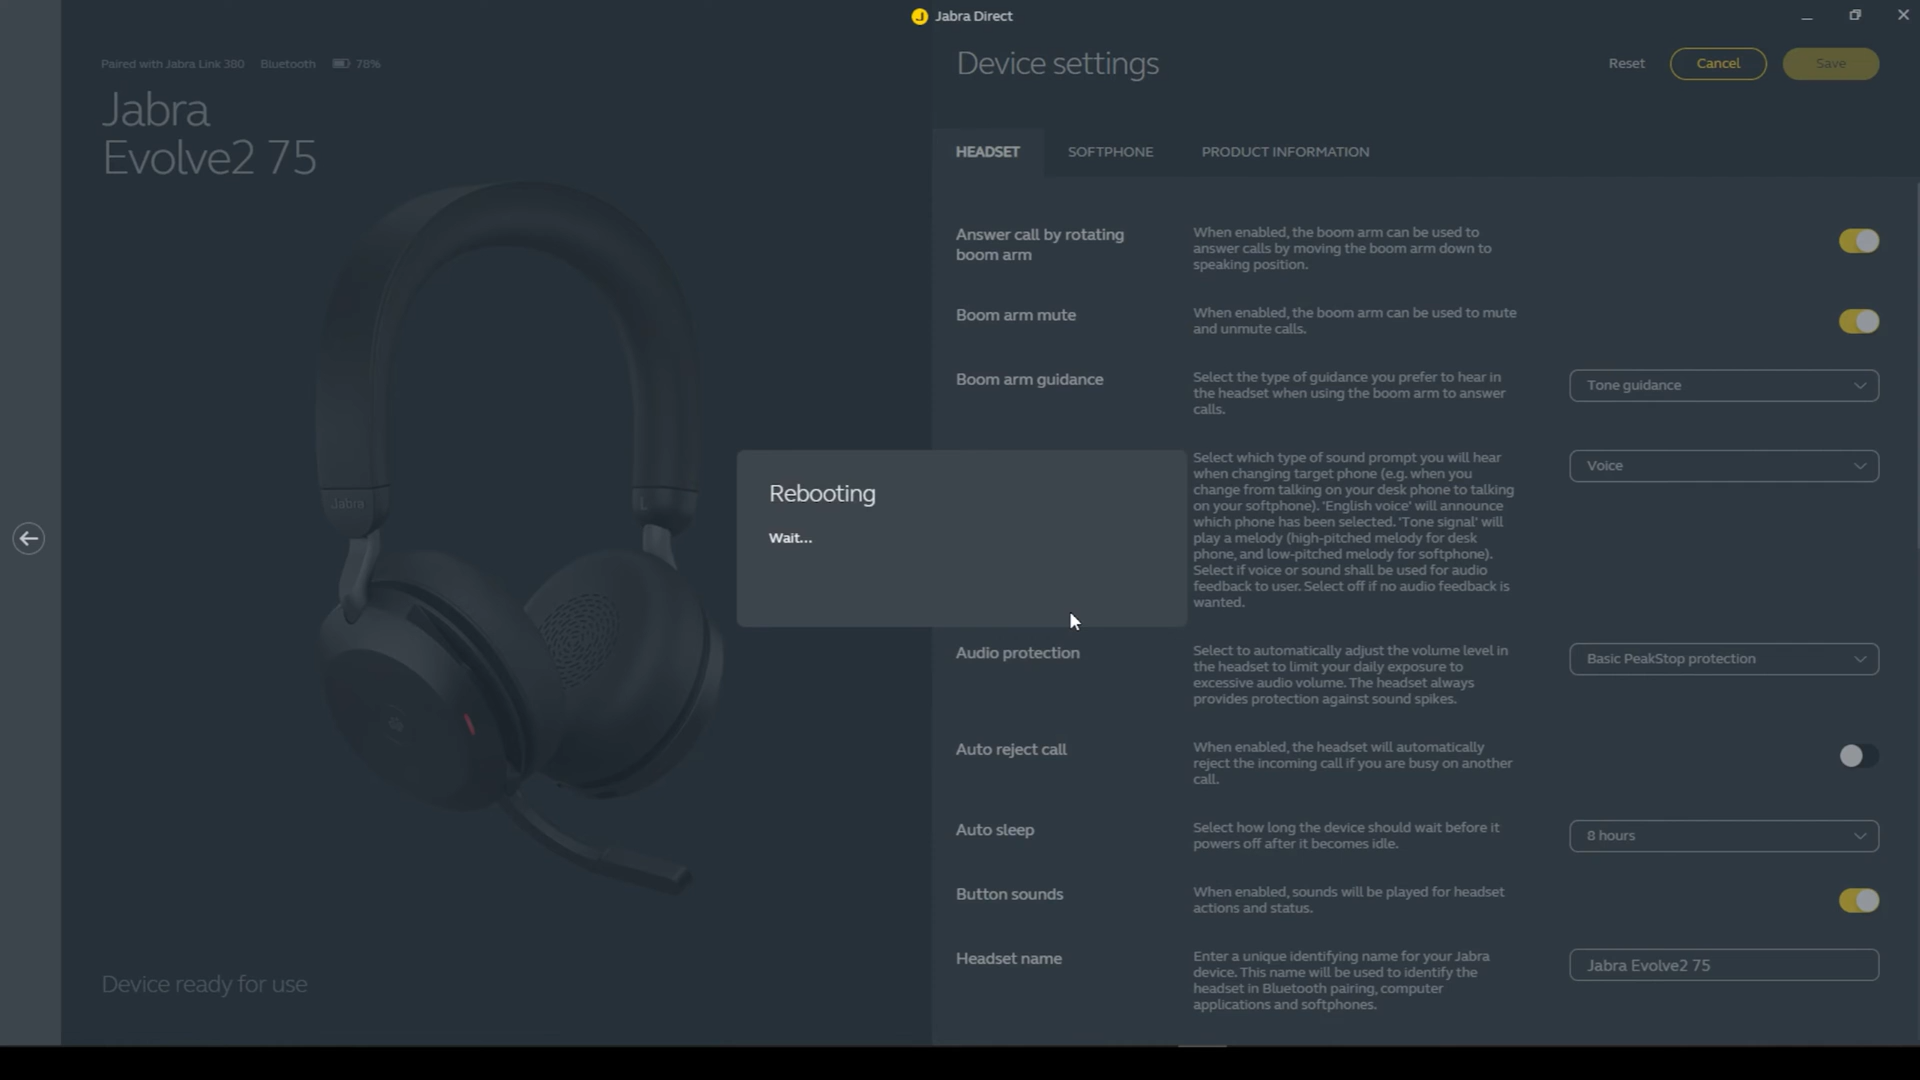 Jabra Direct
Paired with Jabra Link 380 Bluetooth 78%
Jabra
Evolve2 75
Jabra
L
Device ready for use
Device settings
Reset
Cancel
Save
HEADSET
SOFTPHONE
PRODUCT INFORMATION
Answer call by rotating
boom arm
When enabled, the boom arm can be used to
answer calls by moving the boom arm down to
speaking position.
Boom arm mute
When enabled, the boom arm can be used to mute
and unmute calls.
Boom arm guidance
Select the type of guidance you prefer to hear in
the headset when using the boom arm to answer
calls.
Tone guidance
Rebooting
Wait...
Select which type of sound prompt you will hear
when changing target phone (e.g. when you
change from talking on your desk phone to talking
on your softphone). 'English voice' will announce
which phone has been selected. 'Tone signal' will
play a melody (high-pitched melody for desk
phone, and low-pitched melody for softphone).
Select if voice or sound shall be used for audio
feedback to user. Select off if no audio feedback is
wanted.
Voice
Audio protection
Select to automatically adjust the volume level in
the headset to limit your daily exposure to
excessive audio volume. The headset always
provides protection against sound spikes.
Basic PeakStop protection
Auto reject call
When enabled, the headset will automatically
reject the incoming call if you are busy on another
call.
Auto sleep
Select how long the device should wait before it
powers off after it becomes idle.
8 hours
Button sounds
When enabled, sounds will be played for headset
actions and status.
Headset name
Enter a unique identifying name for your Jabra
device. This name will be used to identify the
headset in Bluetooth pairing, computer
applications and softphones.
Jabra Evolve2 75